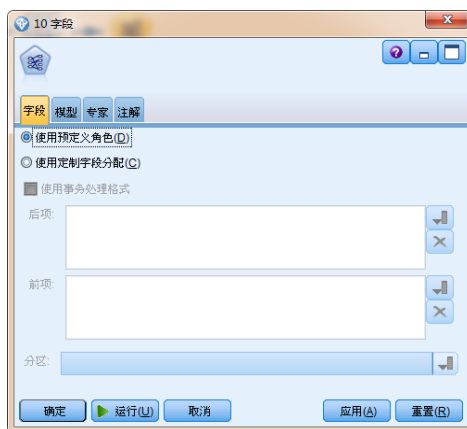 10 字段
字段 模型 专家 注解
使用预定义角色(D)
使用定制字段分配(C)
使用事务处理格式
后项:
前项:
分区:
确定 运行(U) 取消 应用(A) 重置(R)